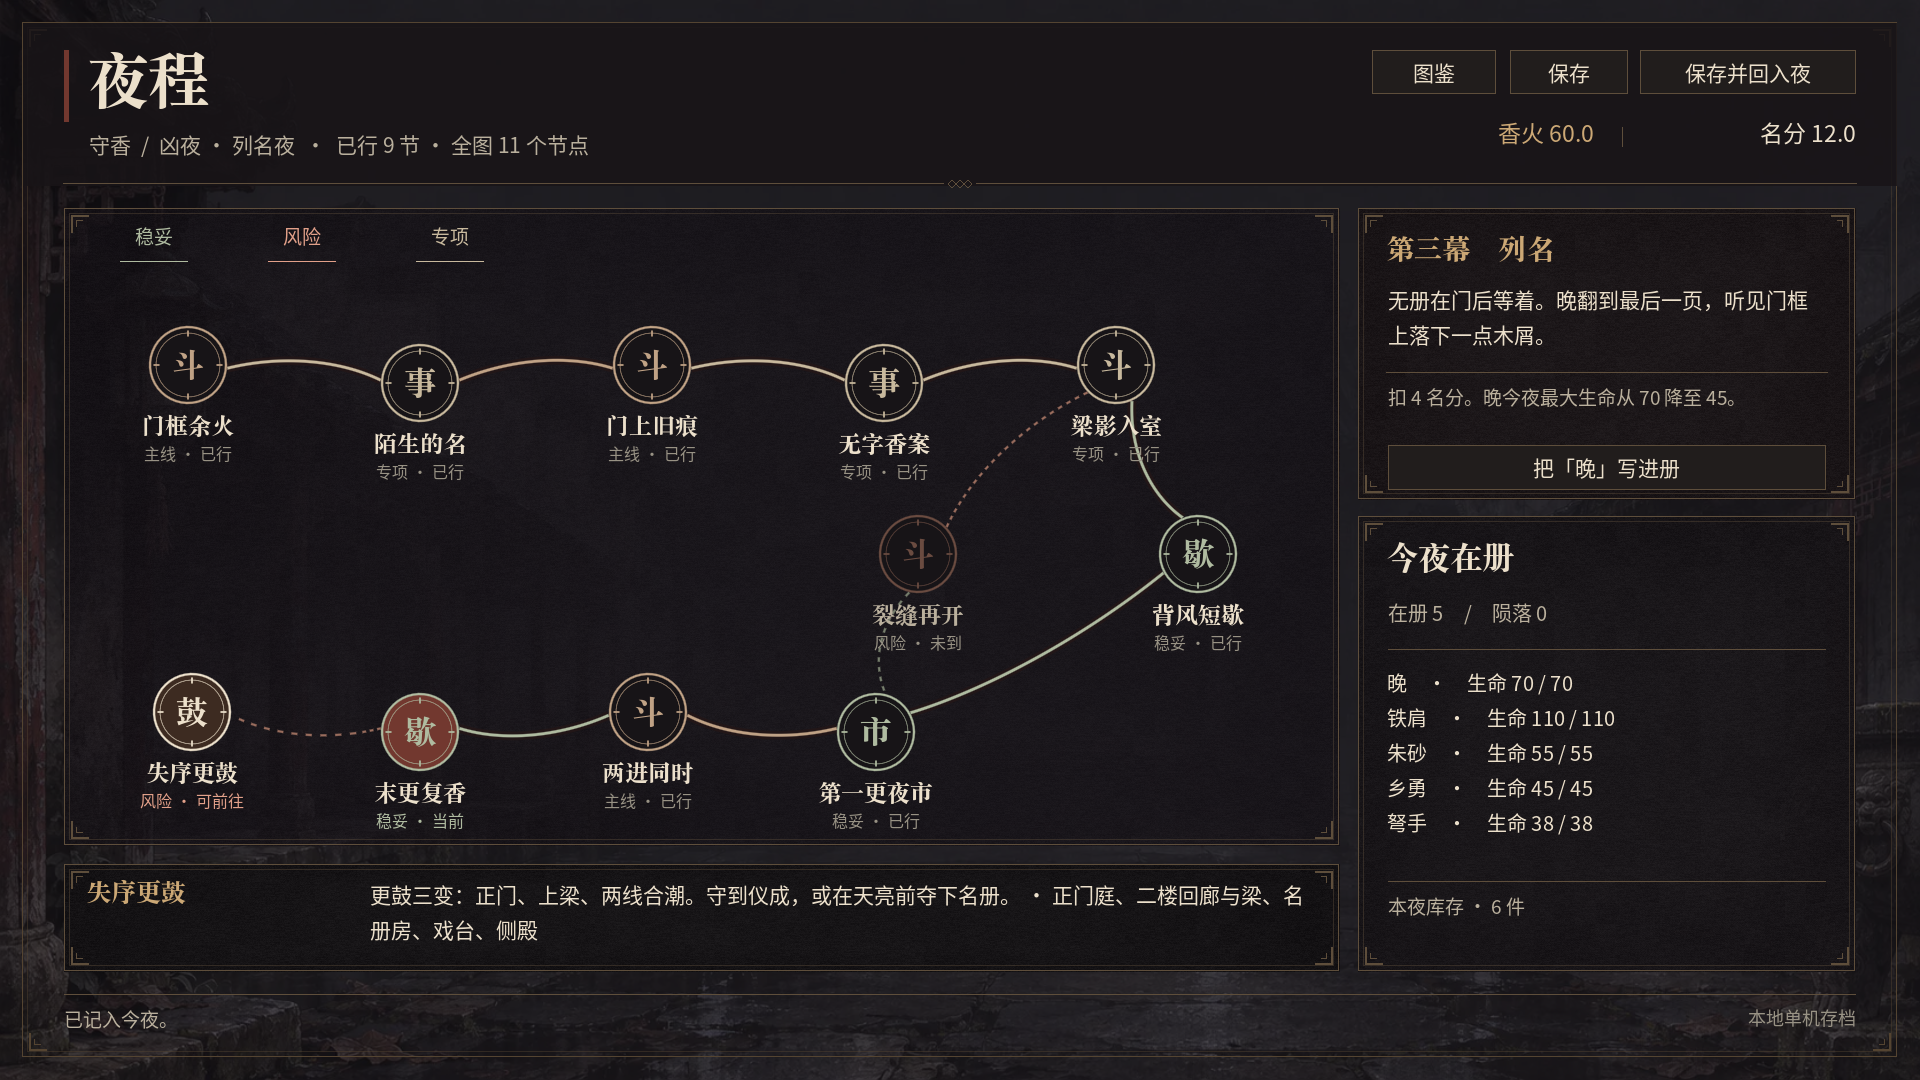 夜程
守香 / 凶夜 · 列名夜 · 已行 9 节 · 全图 11 个节点
图鉴
保存
保存并回入夜
香火 60.0
名分 12.0
稳妥
风险
专项
斗
门框余火
主线 · 已行
事
陌生的名
专项 · 已行
斗
门上旧痕
主线 · 已行
事
无字香案
专项 · 已行
斗
梁影入室
专项 · 已行
斗
裂缝再开
风险 · 未到
歇
背风短歇
稳妥 · 已行
鼓
失序更鼓
风险 · 可前往
歇
末更复香
稳妥 · 当前
斗
两进同时
主线 · 已行
市
第一更夜市
稳妥 · 已行
失序更鼓
更鼓三变：正门、上梁、两线合潮。守到仪成，或在天亮前夺下名册。 · 正门庭、二楼回廊与梁、名
册房、戏台、侧殿
第三幕 列名
无册在门后等着。晚翻到最后一页，听见门框
上落下一点木屑。
扣 4 名分。晚今夜最大生命从 70 降至 45。
把「晚」写进册
今夜在册
在册 5 / 陨落 0
晚 · 生命 70 / 70
铁肩 · 生命 110 / 110
朱砂 · 生命 55 / 55
乡勇 · 生命 45 / 45
弩手 · 生命 38 / 38
本夜库存 · 6 件
已记入今夜。
本地单机存档